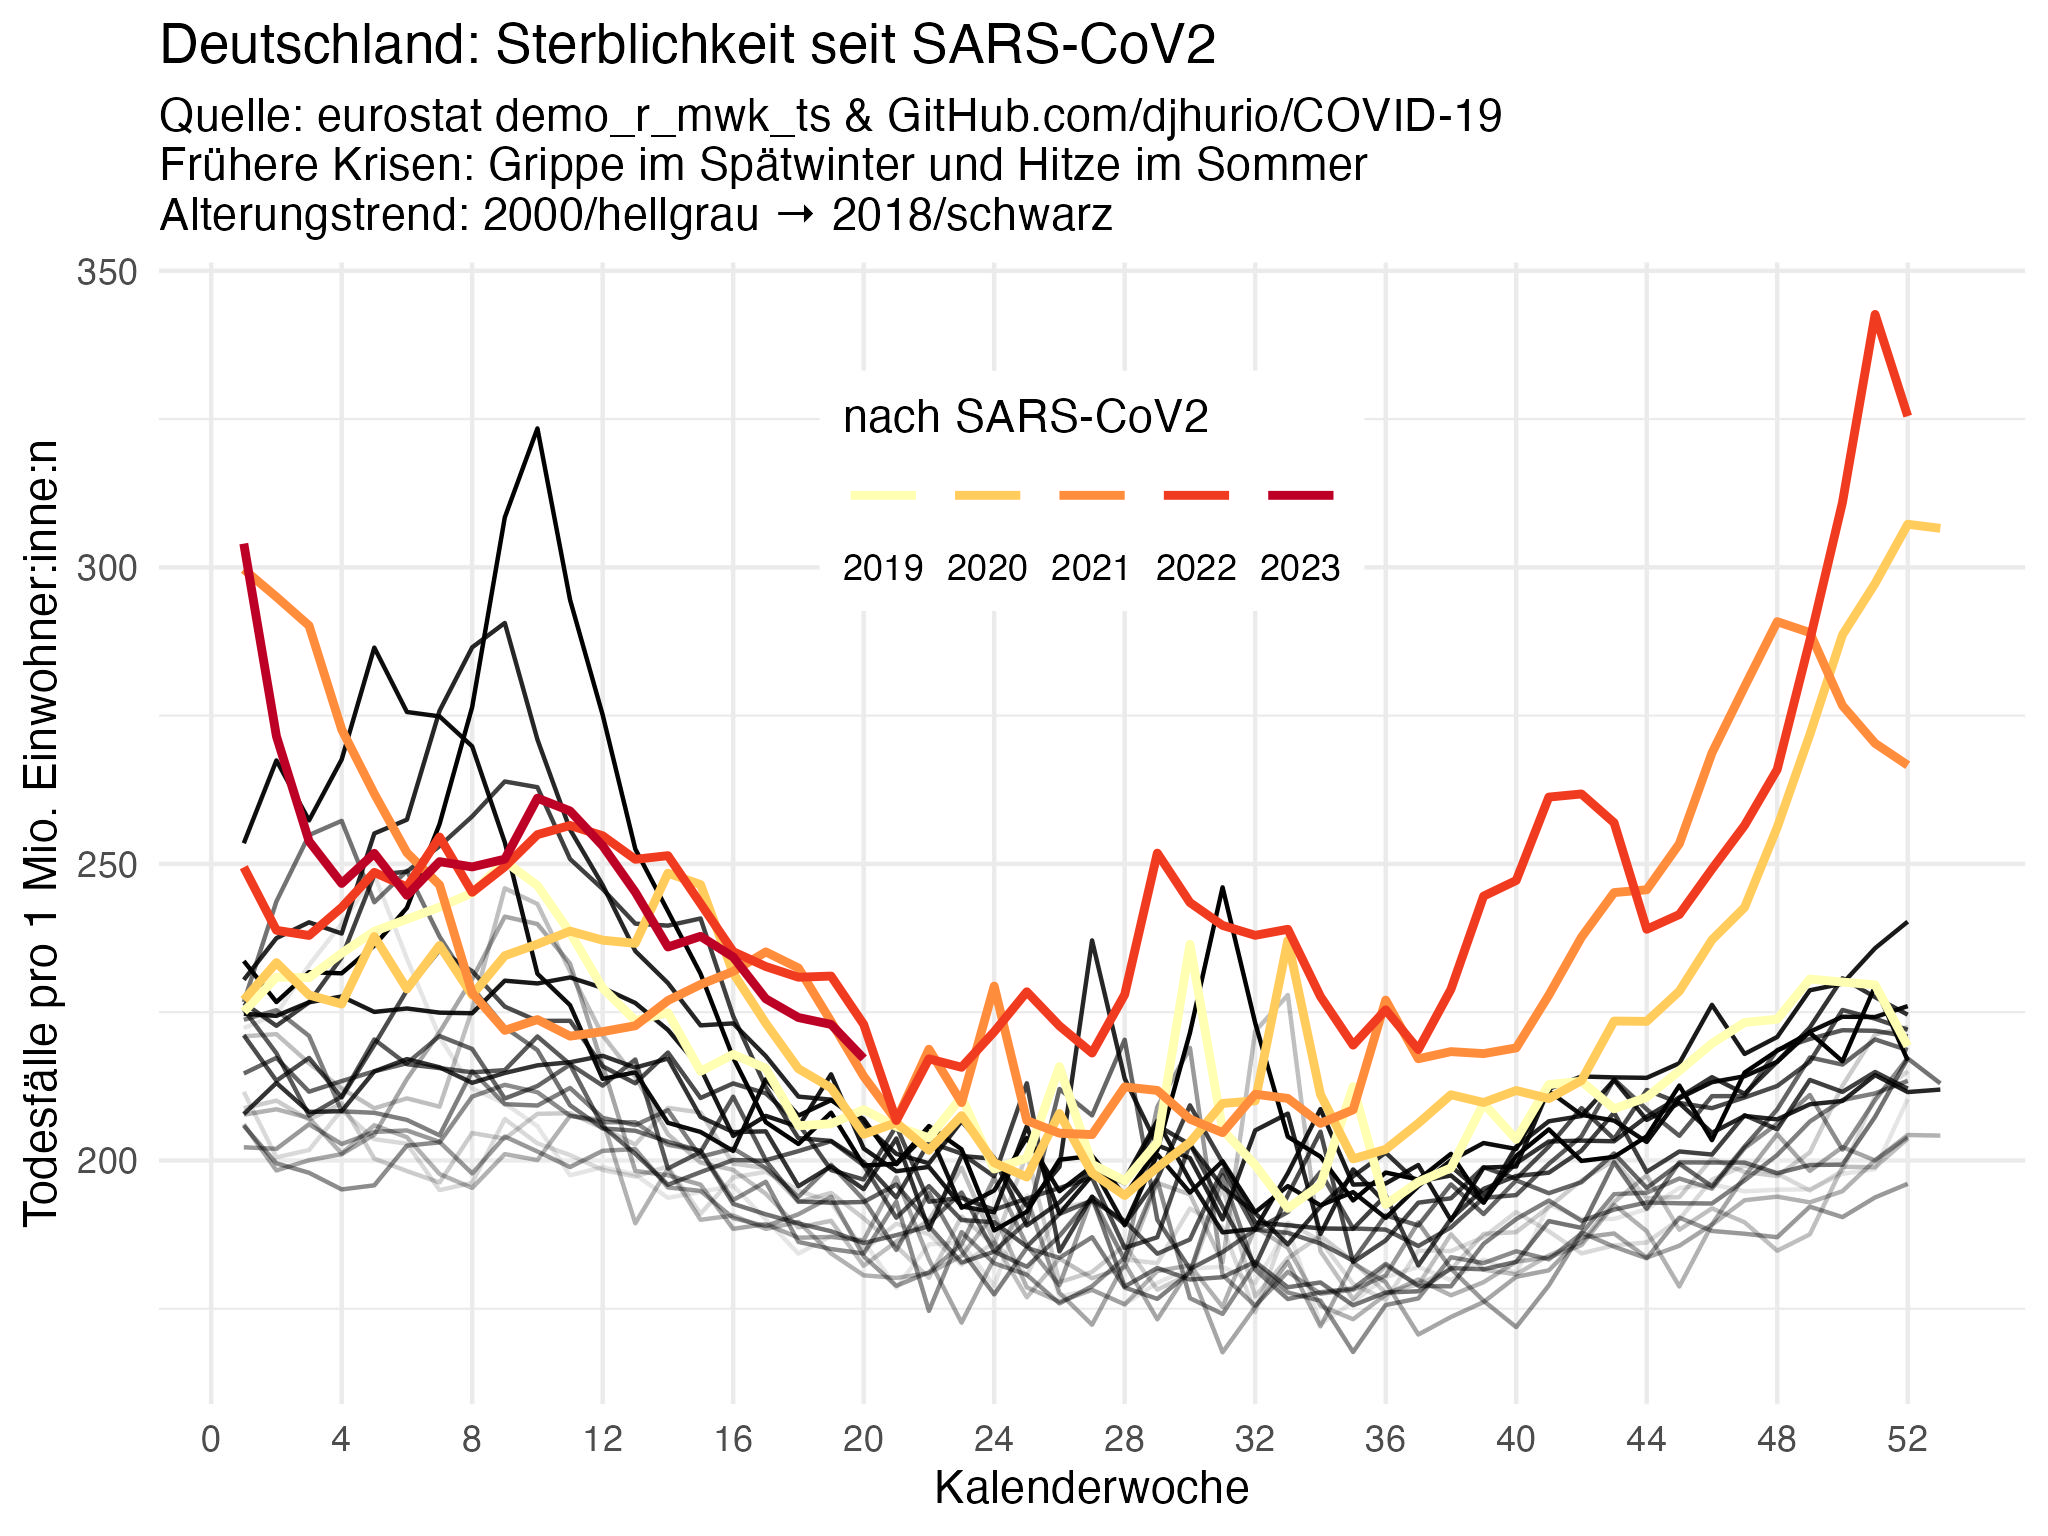 Deutschland: Sterblichkeit seit SARS-CoV2
Quelle: eurostat demo_r_mwk_ts & GitHub.com/djhurio/COVID-19
Frühere Krisen: Grippe im Spätwinter und Hitze im Sommer
Alterungstrend: 2000/hellgrau → 2018/schwarz
Todesfälle pro 1 Mio. Einwohner:inne:n
350
300
250
200
nach SARS-CoV2
2019 2020 2021 2022 2023
0 4 8 12 16 20 24 28 32 36 40 44 48 52
Kalenderwoche